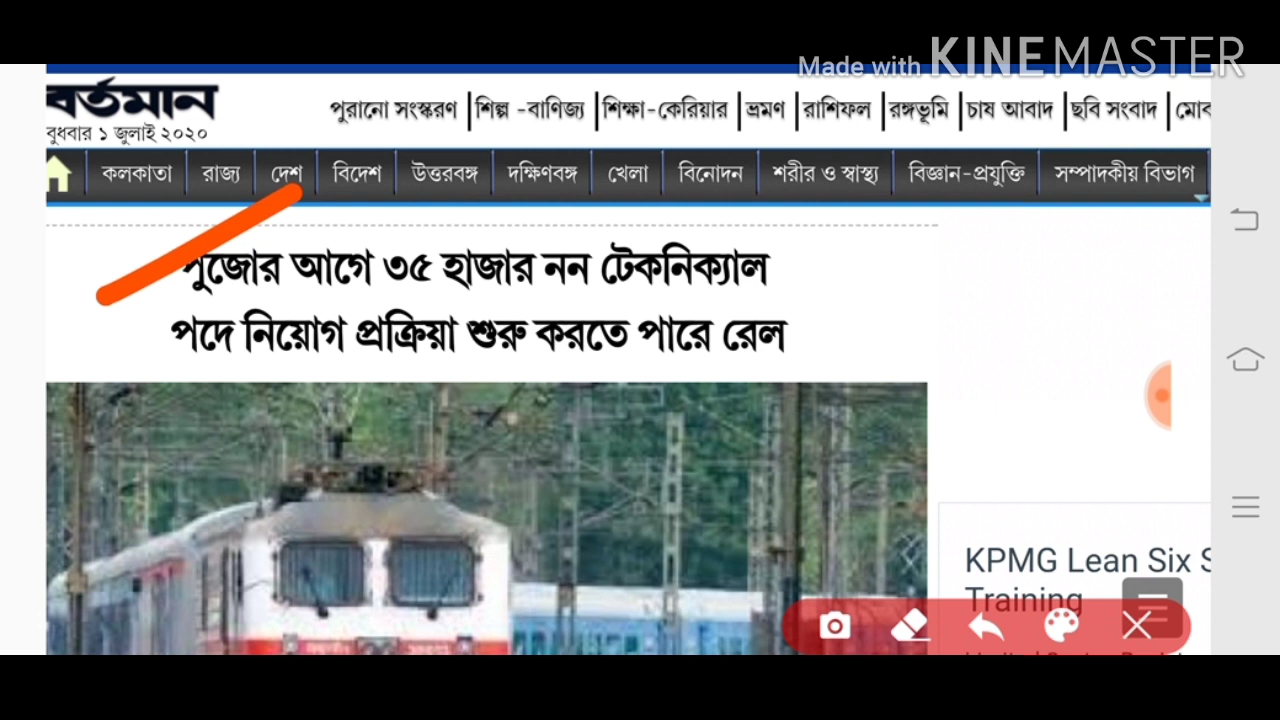 Made with KINEMASTER
বর্তমান
বুধবার ১ জুলাই ২০২০
পুরানো সংস্করণ শিল্প -বাণিজ্য শিক্ষা-কেরিয়ার ভ্রমণ রাশিফল রঙ্গভূমি চাষ আবাদ ছবি সংবাদ
কলকাতা রাজ্য দেশ বিদেশ উত্তরবঙ্গ দক্ষিণবঙ্গ খেলা বিনোদন শরীর ও স্বাস্থ্য বিজ্ঞান-প্রযুক্তি সম্পাদকীয় বিভাগ
পুজোর আগে ৩৫ হাজার নন টেকনিক্যাল
পদে নিয়োগ প্রক্রিয়া শুরু করতে পারে রেল
KPMG Lean Six
Training